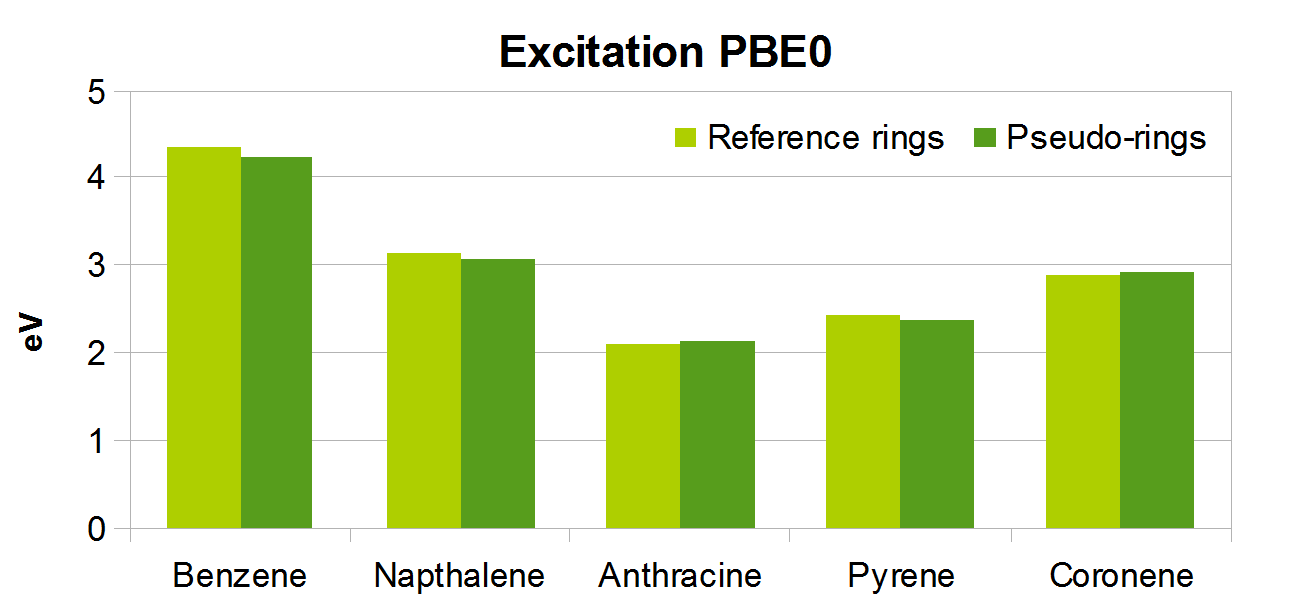 Excitation PBE0
5
Reference rings Pseudo-rings
4
3
eV
2
1
0
Benzene Napthalene Anthracine Pyrene Coronene